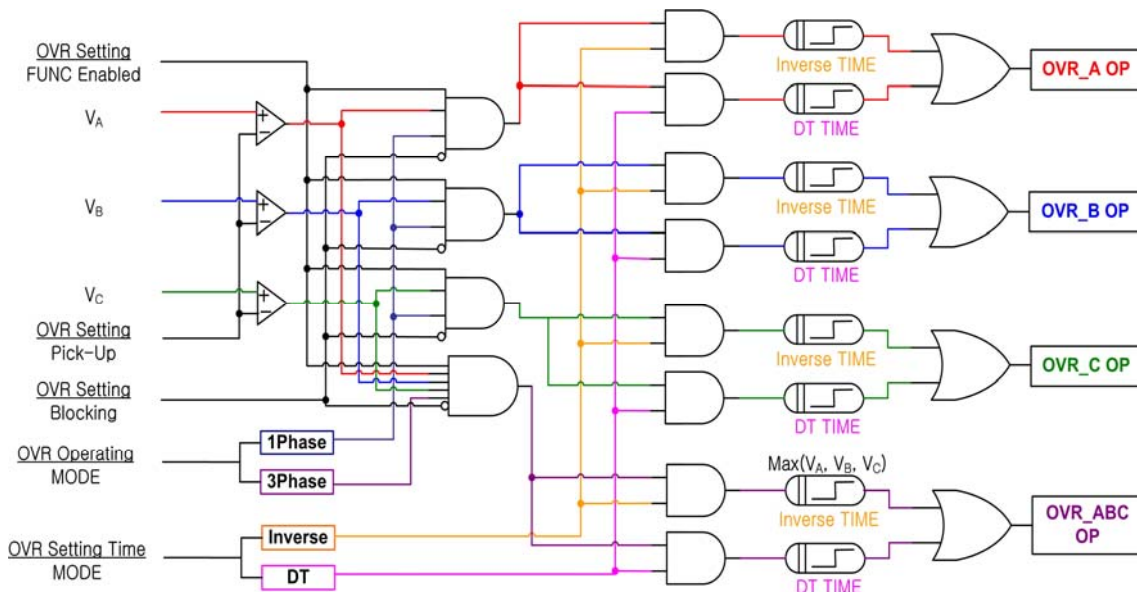 OVR Setting
FUNC Enabled
VA
VB
VC
OVR Setting
Pick-Up
OVR Setting
Blocking
OVR Operating
MODE
1Phase
3Phase
OVR Setting Time
MODE
Inverse
DT
+
−
+
−
+
−
Inverse TIME
DT TIME
OVR_A OP
Inverse TIME
DT TIME
OVR_B OP
Inverse TIME
DT TIME
OVR_C OP
Max(VA, VB, VC)
Inverse TIME
DT TIME
OVR_ABC
OP